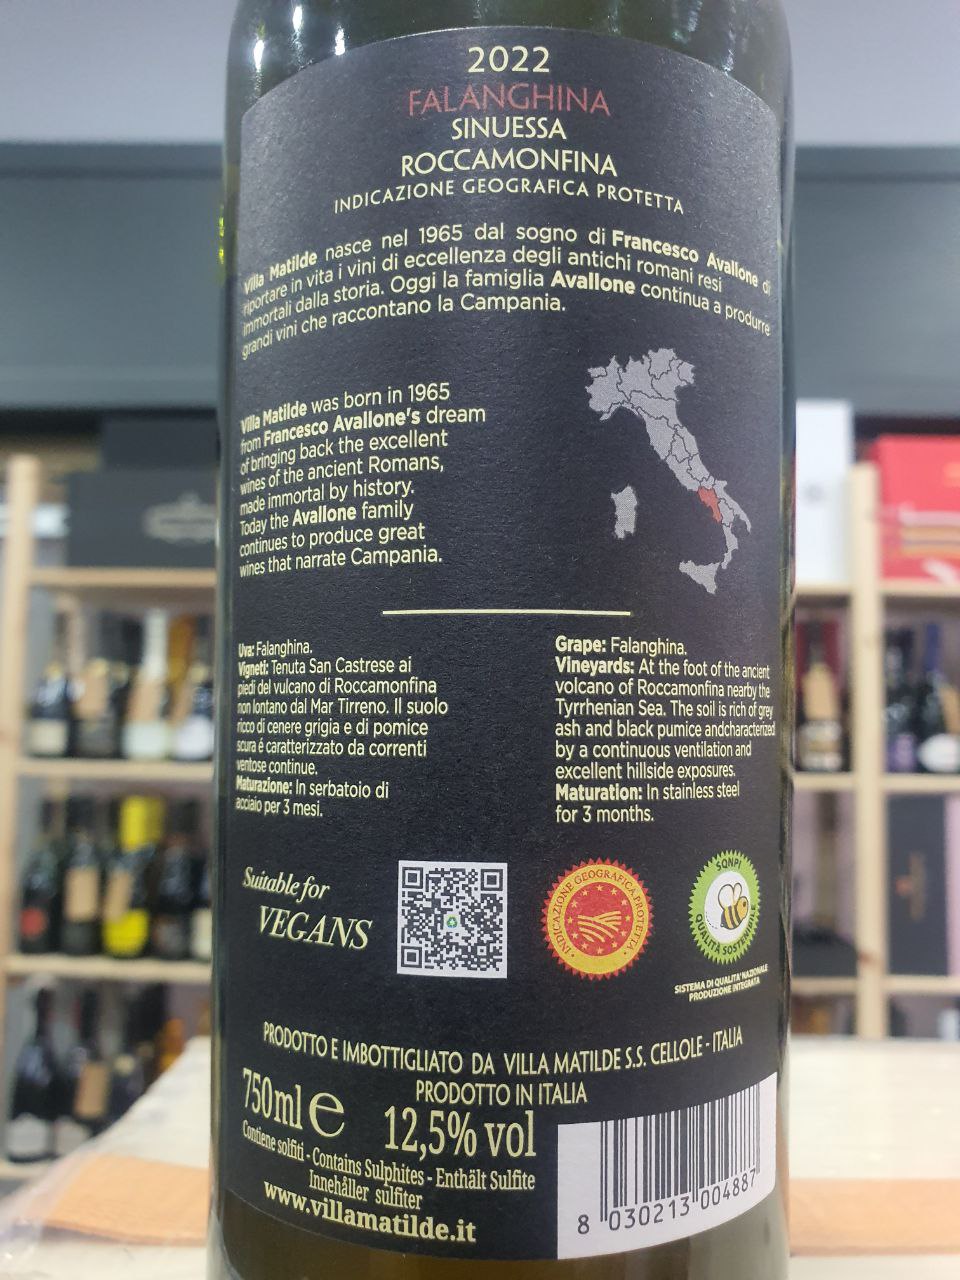 2022
FALANGHINA
SINUESSA
ROCCAMONFINA
INDICAZIONE GEOGRAFICA PROTETTA
Villa Matilde nasce nel 1965 dal sogno di Francesco Avallone di
riportare in vita i vini di eccellenza degli antichi romani resi
immortali dalla storia. Oggi la famiglia Avallone continua a produrre
grandi vini che raccontano la Campania.
Villa Matilde was born in 1965
from Francesco Avallone's dream
of bringing back the excellent
wines of the ancient Romans,
made immortal by history.
Today the Avallone family
continues to produce great
wines that narrate Campania.
Uva: Falanghina.
Vigneti: Tenuta San Castrese ai
piedi del vulcano di Roccamonfina
non lontano dal Mar Tirreno. Il suolo
ricco di cenere grigia e di pomice
scura é caratterizzato da correnti
ventose continue.
Maturazione: In serbatoio di
acciaio per 3 mesi.
Grape: Falanghina.
Vineyards: At the foot of the ancient
volcano of Roccamonfina nearby the
Tyrrhenian Sea. The soil is rich of grey
ash and black pumice andcharacterized
by a continuous ventilation and
excellent hillside exposures.
Maturation: In stainless steel
for 3 months.
Suitable for
VEGANS
INDICAZIONE GEOGRAFICA PROTETTA
SQNPI
QUALITÀ SOSTENIBILE
SISTEMA DI QUALITA' NAZIONALE
PRODUZIONE INTEGRATA
PRODOTTO E IMBOTTIGLIATO DA VILLA MATILDE S.S. CELLOLE - ITALIA
PRODOTTO IN ITALIA
750ml e 12,5% vol
Contiene solfiti - Contains Sulphites - Enthält Sulfite
Innehåller sulfiter
www.villamatilde.it
8 030213 004887